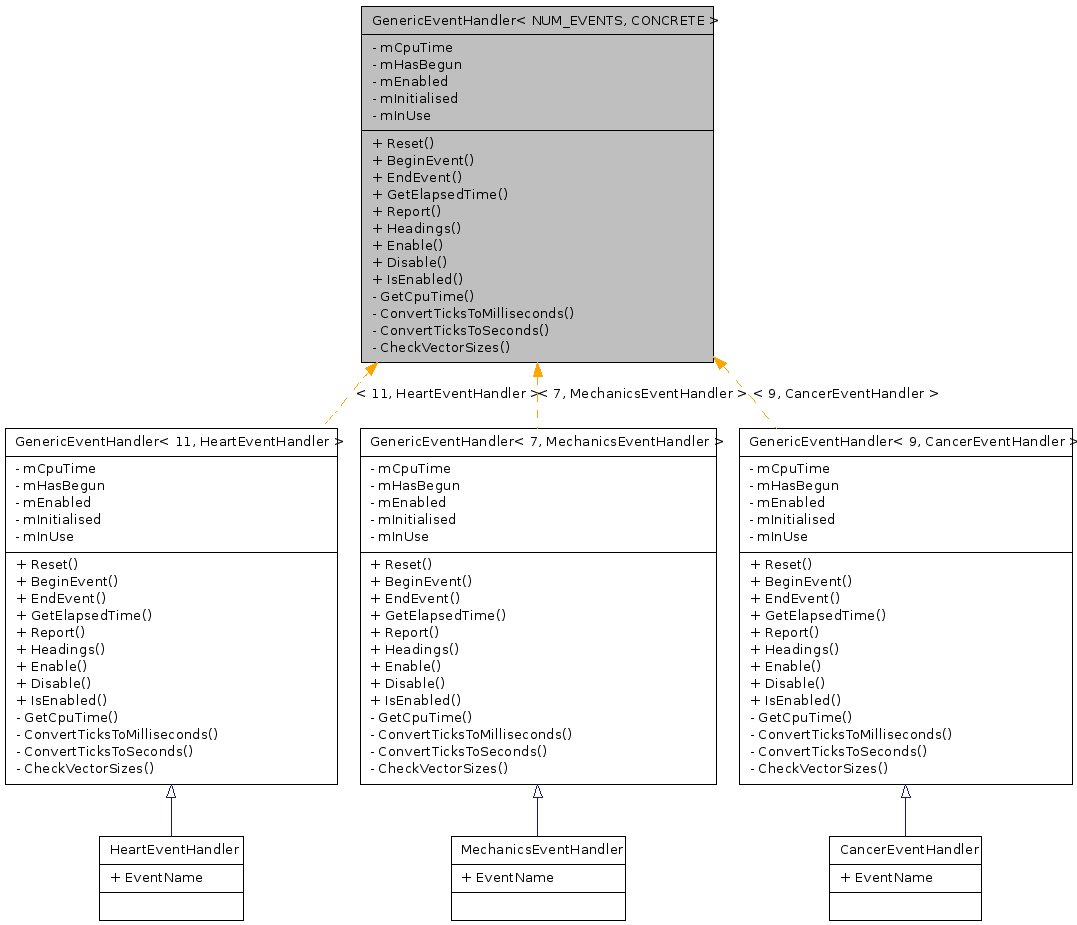 GenericEventHandler< NUM_EVENTS, CONCRETE >
- mCpuTime
- mHasBegun
- mEnabled
- mInitialised
- mInUse
+ Reset()
+ BeginEvent()
+ EndEvent()
+ GetElapsedTime()
+ Report()
+ Headings()
+ Enable()
+ Disable()
+ IsEnabled()
- GetCpuTime()
- ConvertTicksToMilliseconds()
- ConvertTicksToSeconds()
- CheckVectorSizes()
< 11, HeartEventHandler >
< 7, MechanicsEventHandler >
< 9, CancerEventHandler >
GenericEventHandler< 11, HeartEventHandler >
- mCpuTime
- mHasBegun
- mEnabled
- mInitialised
- mInUse
+ Reset()
+ BeginEvent()
+ EndEvent()
+ GetElapsedTime()
+ Report()
+ Headings()
+ Enable()
+ Disable()
+ IsEnabled()
- GetCpuTime()
- ConvertTicksToMilliseconds()
- ConvertTicksToSeconds()
- CheckVectorSizes()
GenericEventHandler< 7, MechanicsEventHandler >
- mCpuTime
- mHasBegun
- mEnabled
- mInitialised
- mInUse
+ Reset()
+ BeginEvent()
+ EndEvent()
+ GetElapsedTime()
+ Report()
+ Headings()
+ Enable()
+ Disable()
+ IsEnabled()
- GetCpuTime()
- ConvertTicksToMilliseconds()
- ConvertTicksToSeconds()
- CheckVectorSizes()
GenericEventHandler< 9, CancerEventHandler >
- mCpuTime
- mHasBegun
- mEnabled
- mInitialised
- mInUse
+ Reset()
+ BeginEvent()
+ EndEvent()
+ GetElapsedTime()
+ Report()
+ Headings()
+ Enable()
+ Disable()
+ IsEnabled()
- GetCpuTime()
- ConvertTicksToMilliseconds()
- ConvertTicksToSeconds()
- CheckVectorSizes()
HeartEventHandler
+ EventName
MechanicsEventHandler
+ EventName
CancerEventHandler
+ EventName